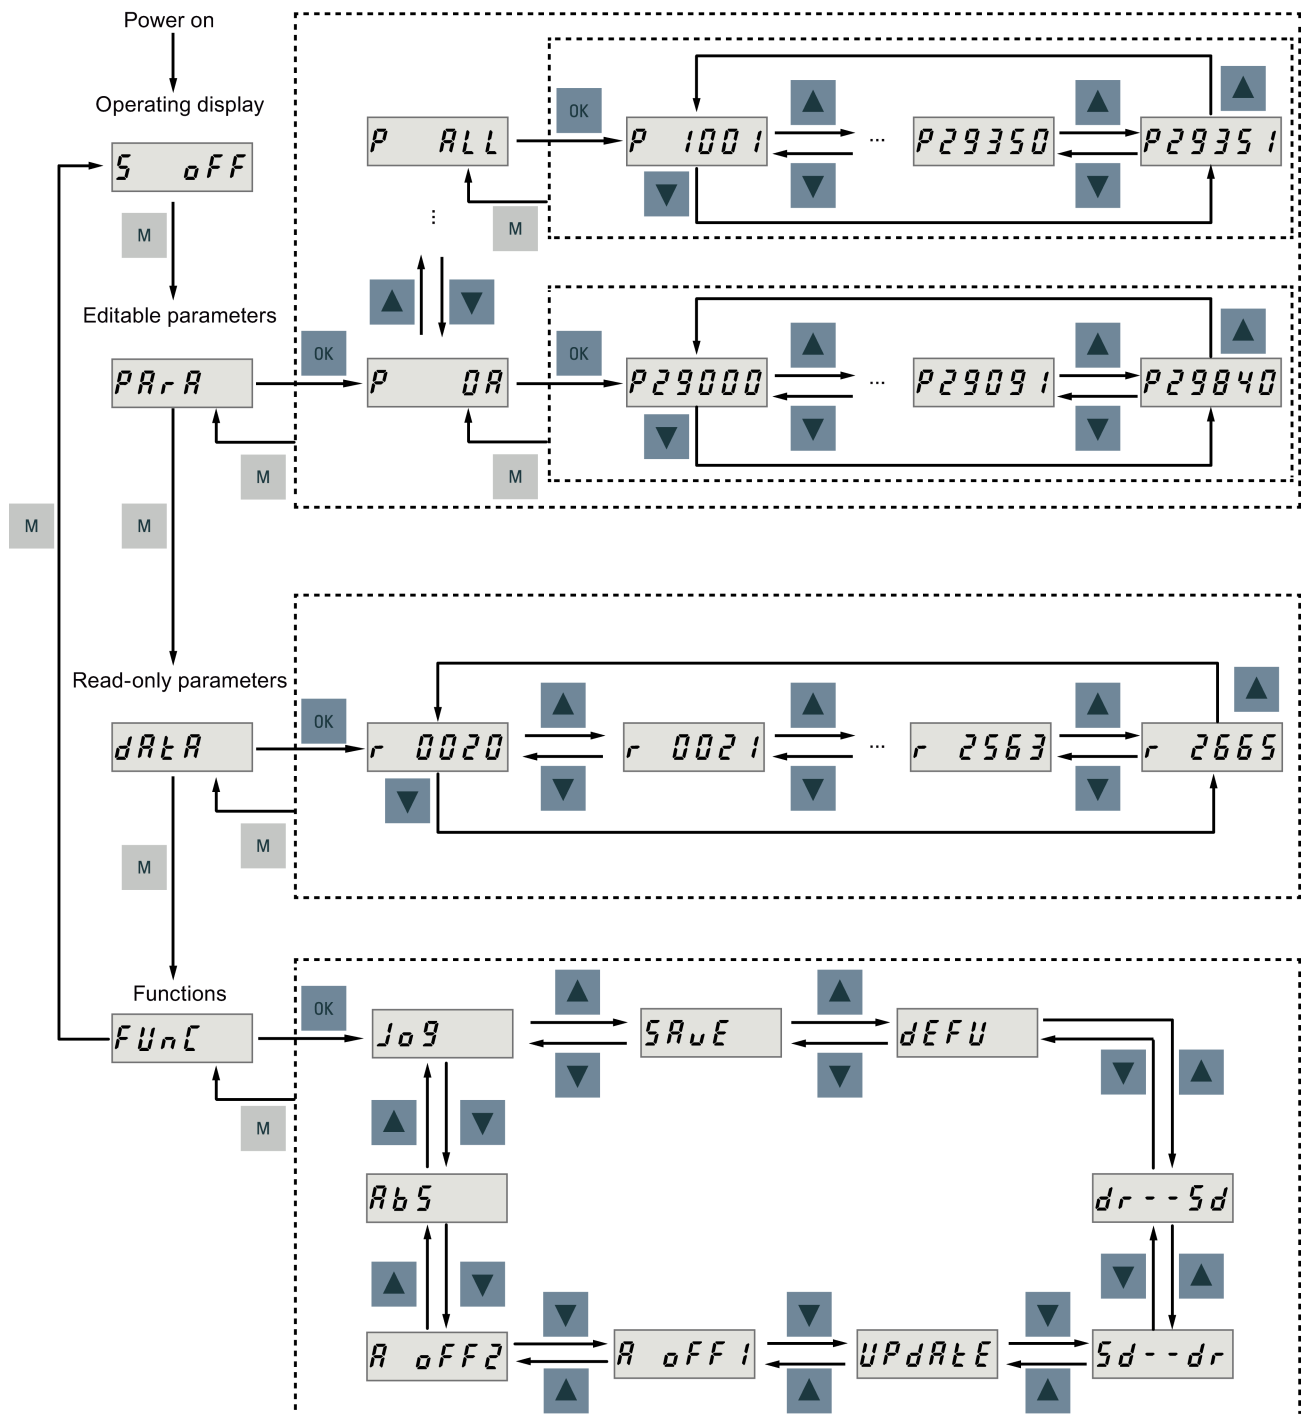 Power on
Operating display
S oFF
M
Editable parameters
PArA
OK
M
P ALL
OK
P 1001
...
P29350
P29351
M
...
P 0A
OK
P29000
...
P29091
P29840
M
M
M
Read-only parameters
dAtA
OK
r 0020
r 0021
...
r 2563
r 2665
M
M
Functions
FUnC
OK
Jog
SAvE
dEFU
M
AbS
dr--Sd
A oFF2
A oFF1
UPdAtE
Sd--dr